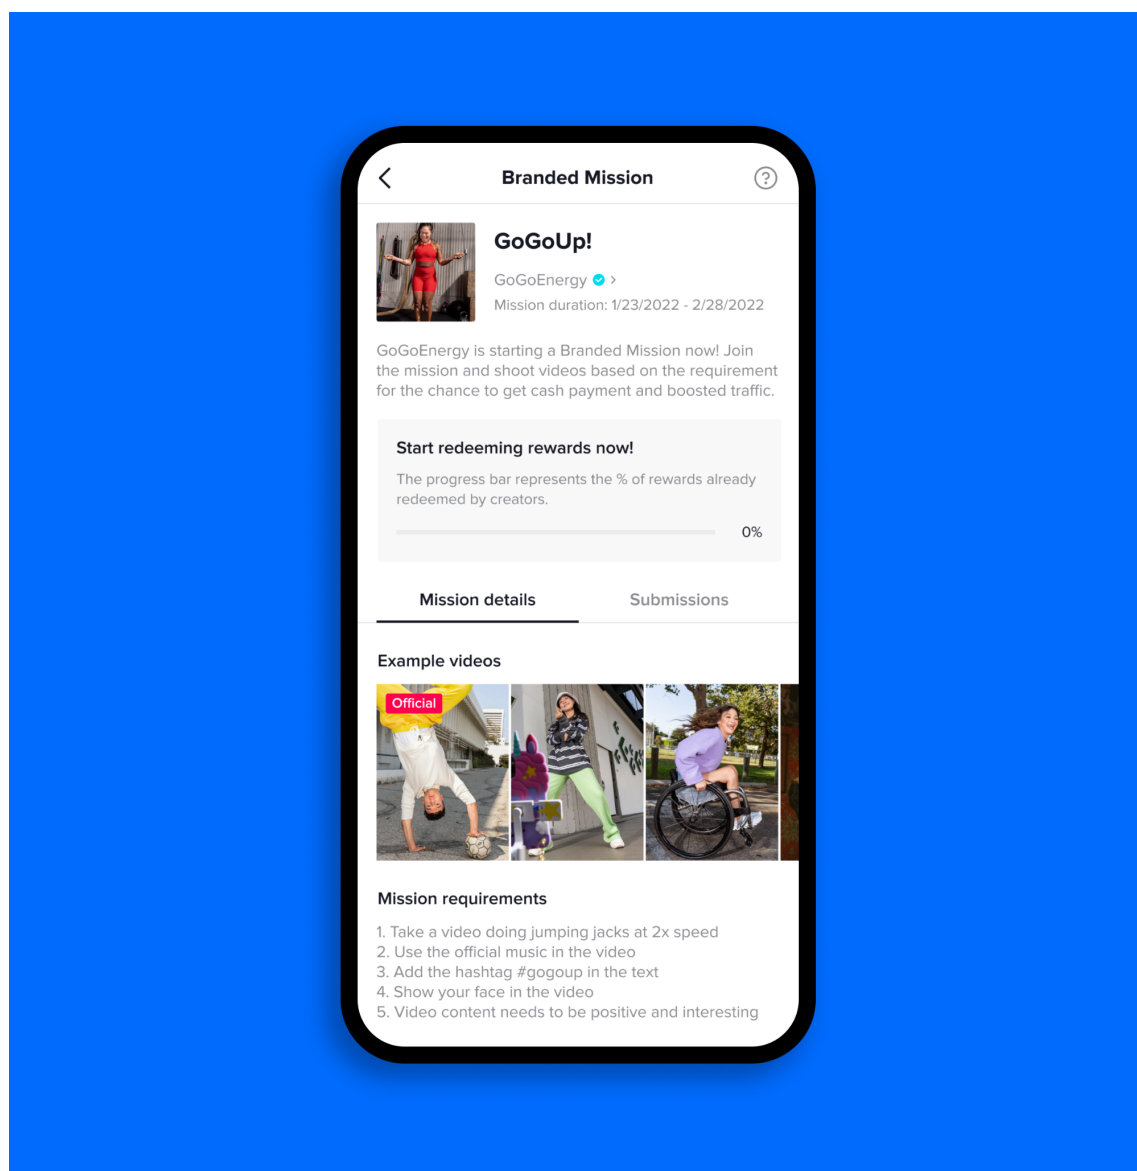 Branded Mission
GoGoUp!
GoGoEnergy
Mission duration: 1/23/2022 - 2/28/2022
GoGoEnergy is starting a Branded Mission now! Join
the mission and shoot videos based on the requirement
for the chance to get cash payment and boosted traffic.
Start redeeming rewards now!
The progress bar represents the % of rewards already
redeemed by creators.
0%
Mission details
Submissions
Example videos
Official
Mission requirements
1. Take a video doing jumping jacks at 2x speed
2. Use the official music in the video
3. Add the hashtag #gogoup in the text
4. Show your face in the video
5. Video content needs to be positive and interesting